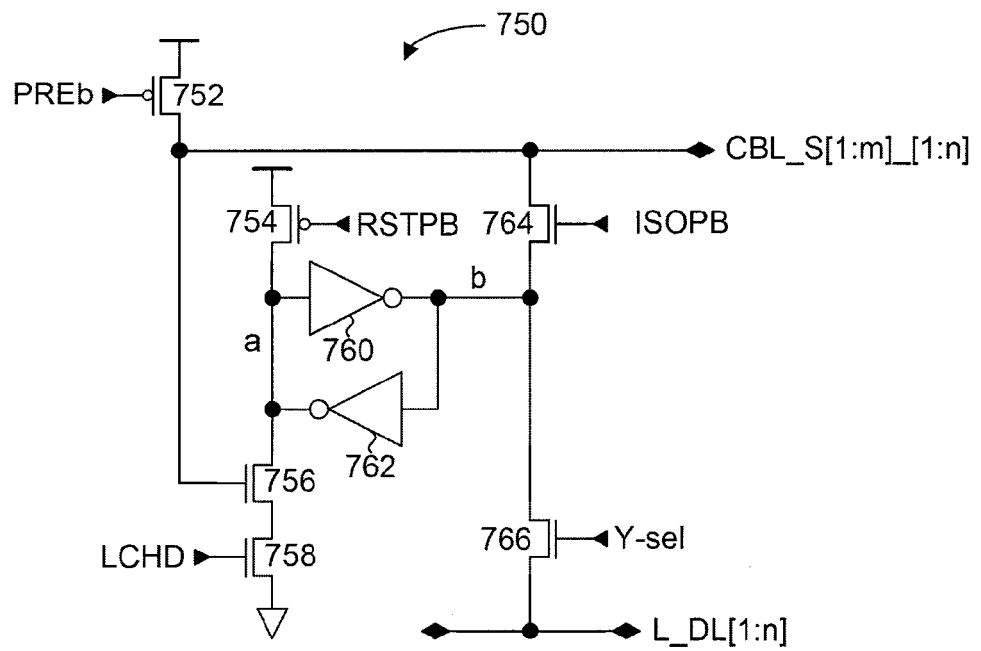 750
PREb
752
CBL_S[1:m]_[1:n]
754
RSTPB
764
ISOPB
b
a
760
762
756
766
Y-sel
LCHD
758
L_DL[1:n]